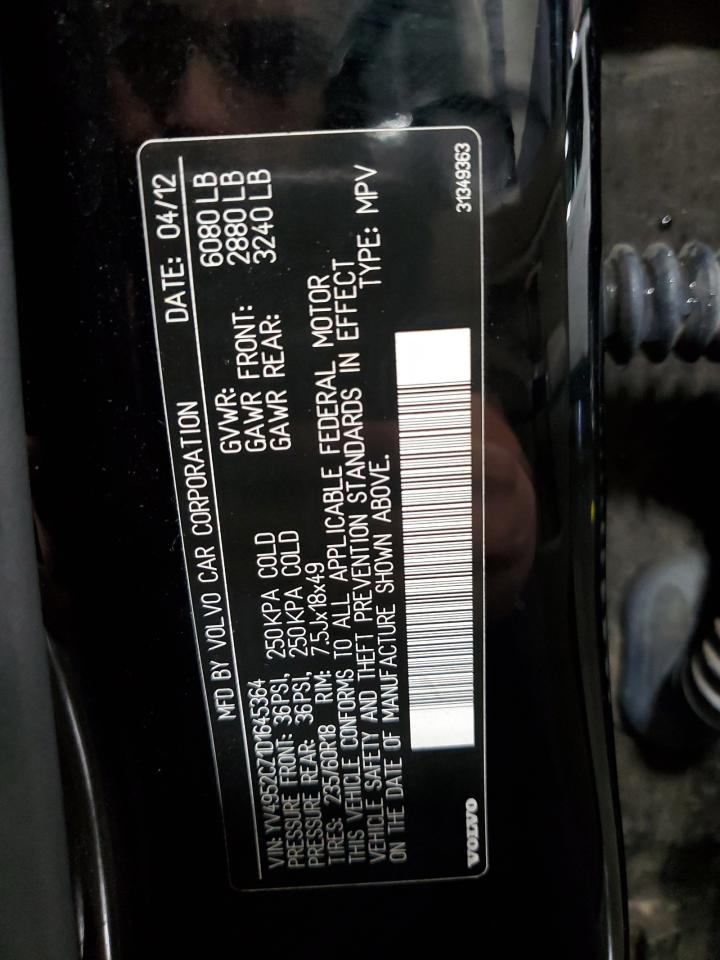 MFD BY VOLVO CAR CORPORATION DATE: 04/12
VIN: YV4952CZ1D1645364 GVWR: 6080 LB
PRESSURE FRONT: 36PSI, 250KPA COLD GAWR FRONT: 2880 LB
PRESSURE REAR: 36PSI, 250KPA COLD GAWR REAR: 3240 LB
TIRES: 235/60R18 RIM: 7.5Jx18x49
THIS VEHICLE CONFORMS TO ALL APPLICABLE FEDERAL MOTOR
VEHICLE SAFETY AND THEFT PREVENTION STANDARDS IN EFFECT
ON THE DATE OF MANUFACTURE SHOWN ABOVE. TYPE: MPV
VOLVO 31349363